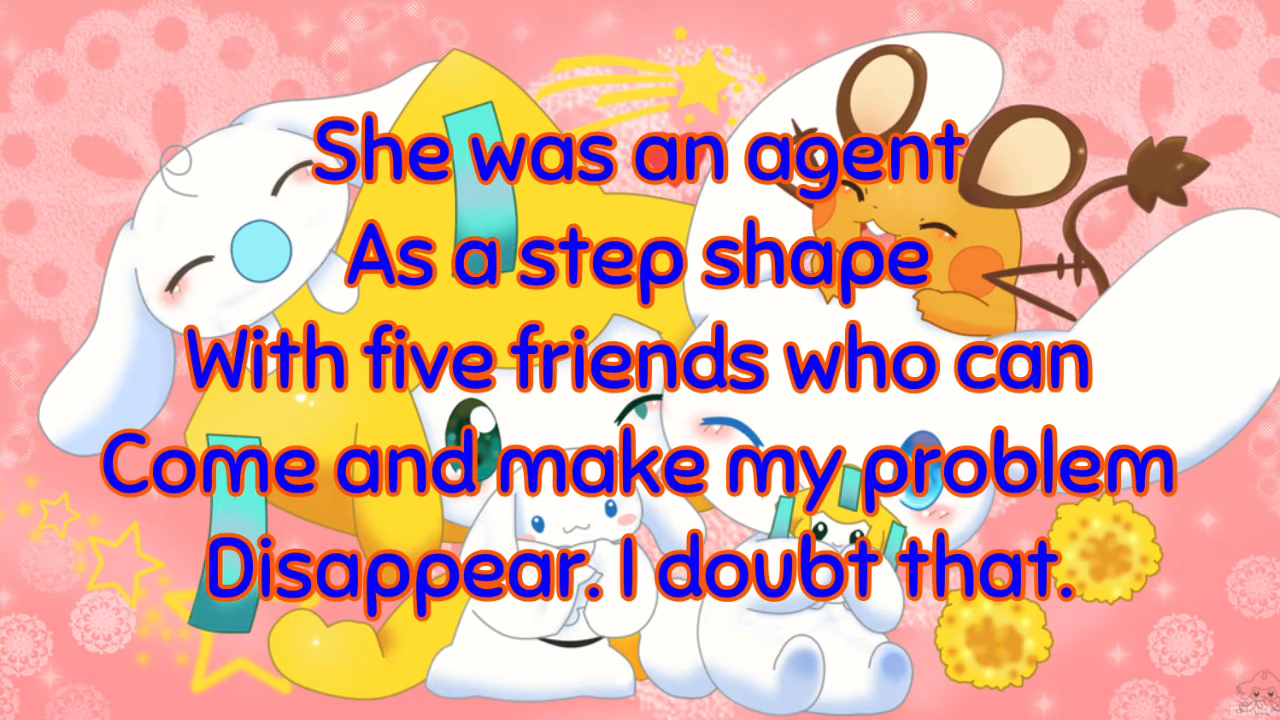 She was an agent
As a step shape
With five friends who can
Come and make my problem
Disappear. I doubt that.